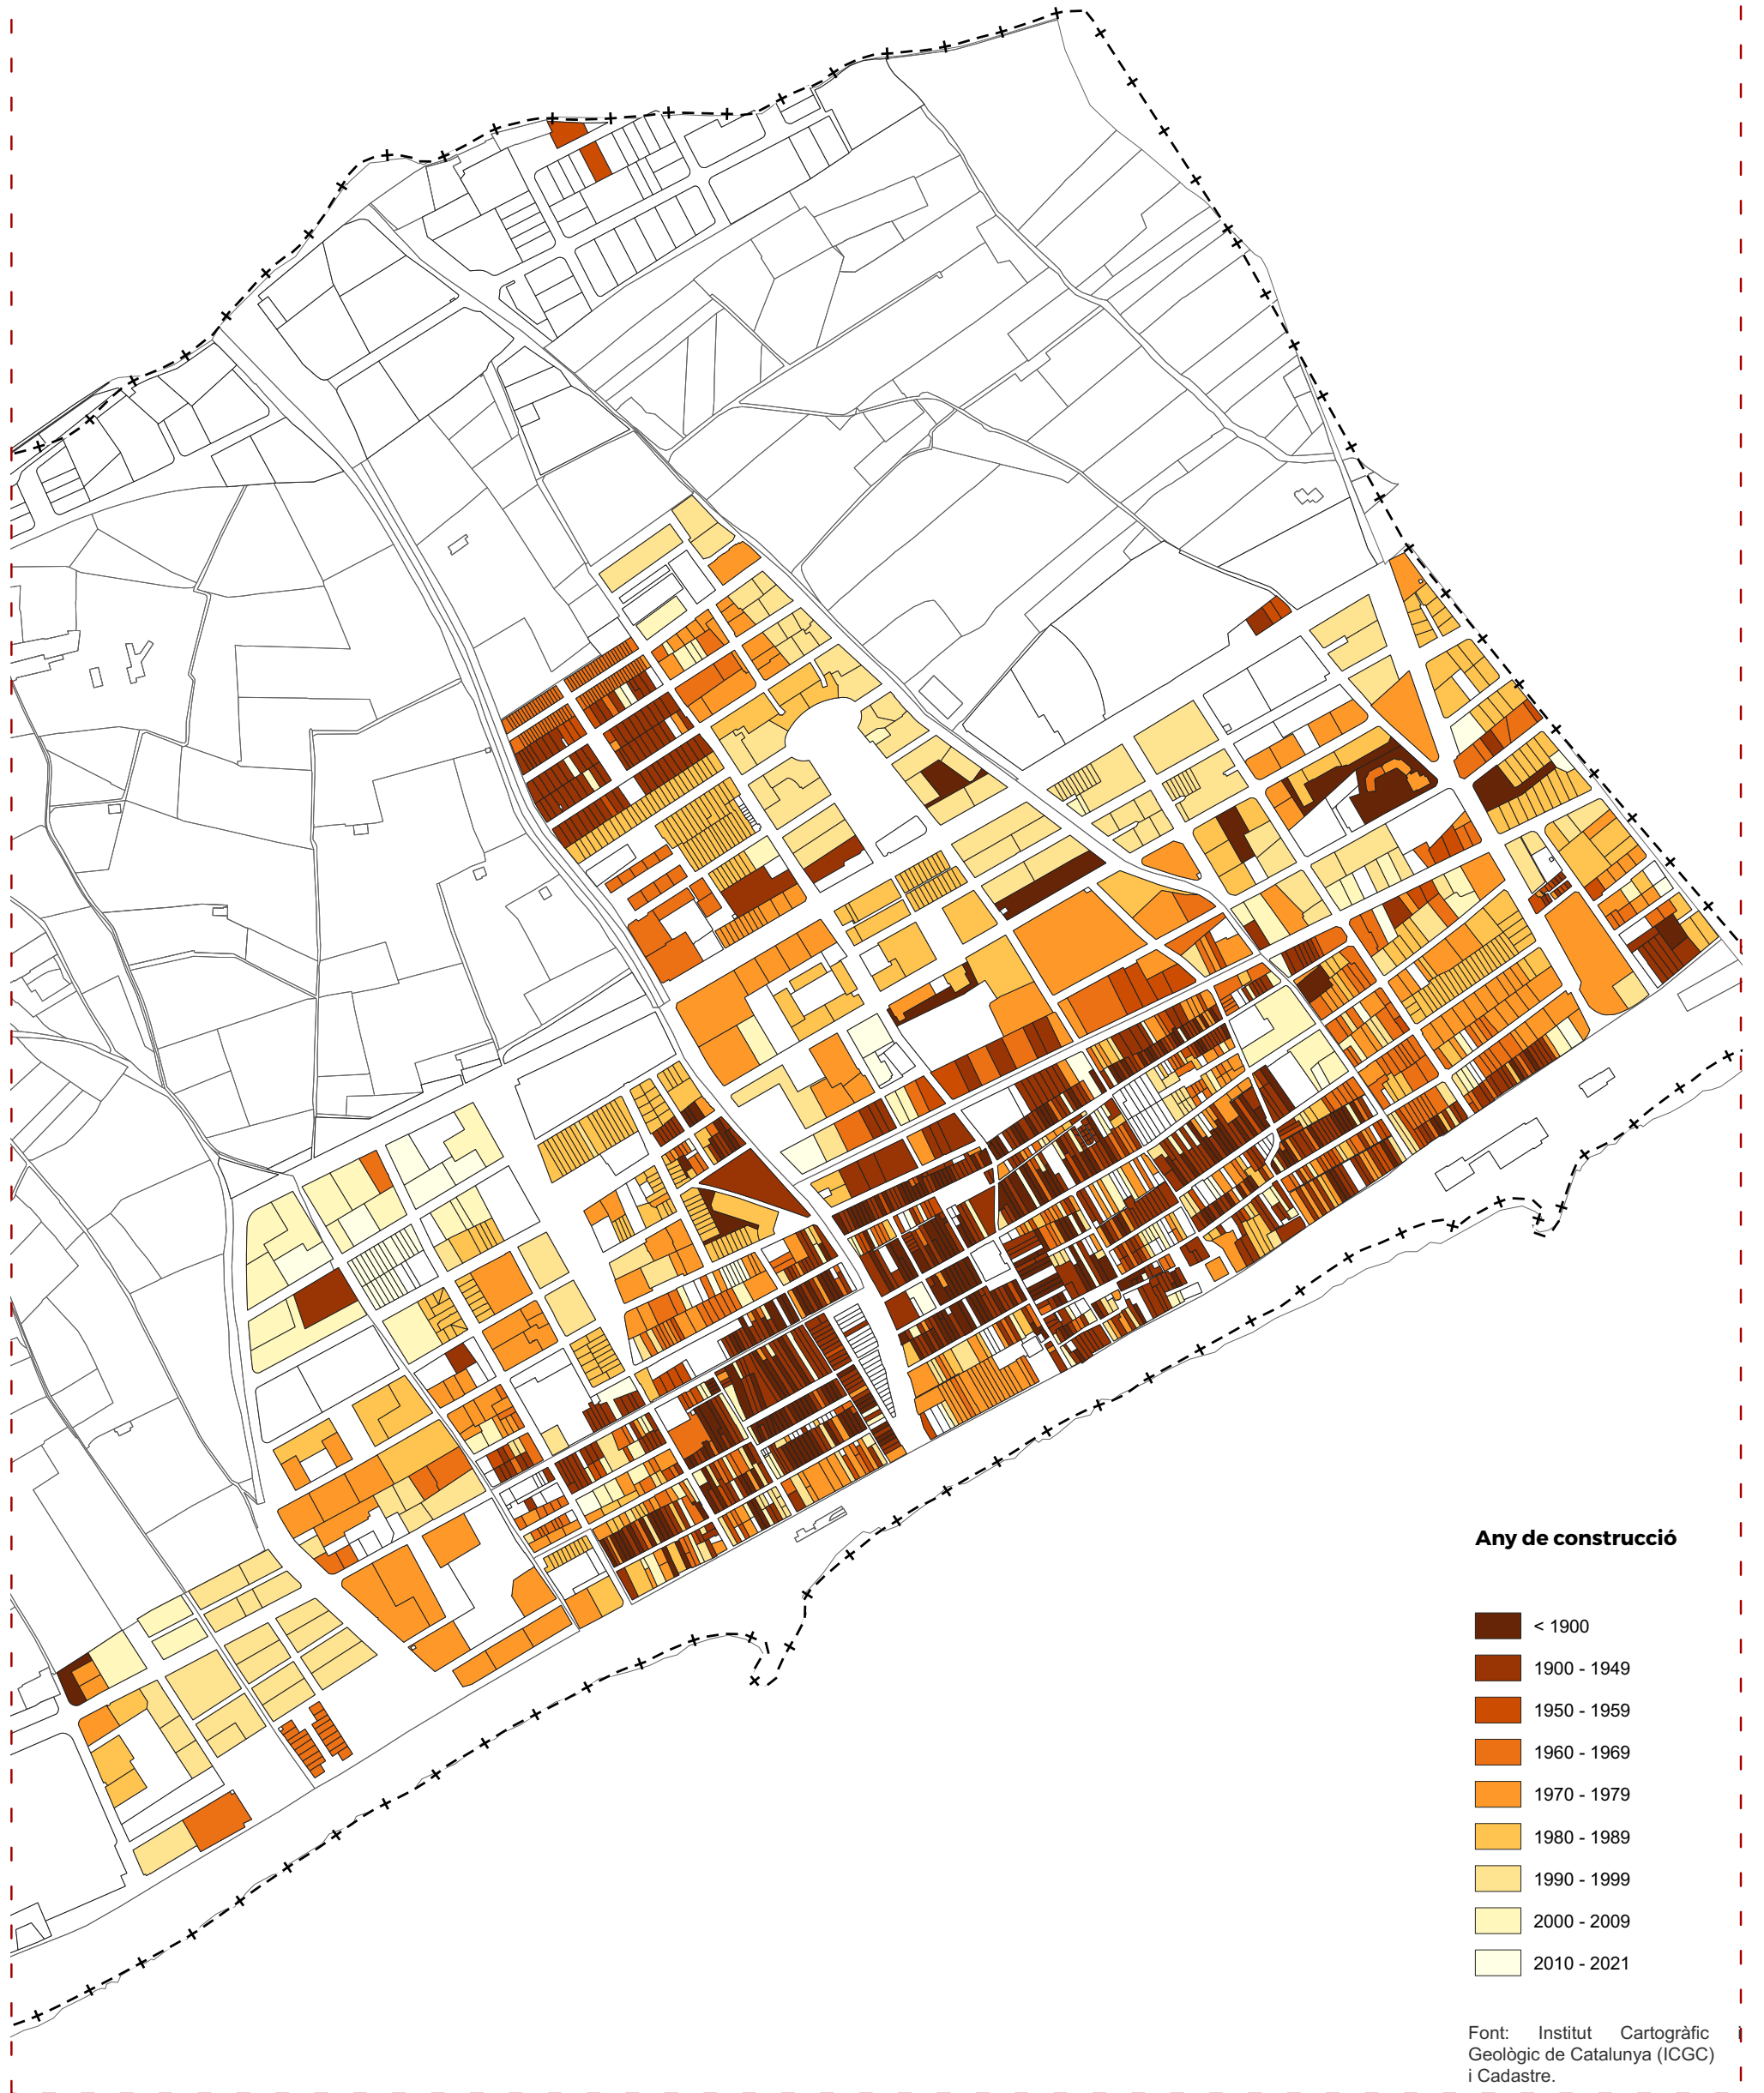 Any de construcció
< 1900
1900 - 1949
1950 - 1959
1960 - 1969
1970 - 1979
1980 - 1989
1990 - 1999
2000 - 2009
2010 - 2021
Font: Institut Cartogràfic i
Geològic de Catalunya (ICGC)
i Cadastre.